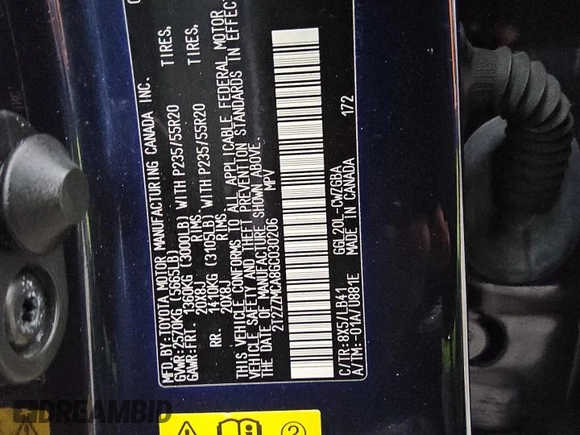 MFD.BY:TOYOTA MOTOR MANUFACTURING CANADA INC.
GVWR:2570KG (5665LB)
GAWR:FRT. 1360KG (3000LB) WITH P235/55R20 TIRES,
20X8J RIMS.
RR. 1410KG (3105LB) WITH P235/55R20 TIRES,
20X8J RIMS
THIS VEHICLE CONFORMS TO ALL APPLICABLE FEDERAL MOTOR
VEHICLE SAFETY AND THEFT PREVENTION STANDARDS IN EFFECT
THE DATE OF MANUFACTURE SHOWN ABOVE.
2T2ZZMCA8GC030206 MPV
C/TR:8X5/LB41 GGL20L-CWZGBA
A/TM:-01A/U881E MADE IN CANADA 172
DREAMBID